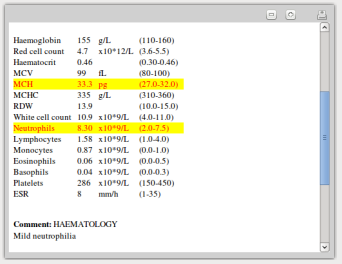 Haemoglobin 155 g/L (110-160)
Red cell count 4.7 x10*12/L (3.6-5.5)
Haematocrit 0.46 (0.30-0.46)
MCV 99 fL (80-100)
MCH 33.3 pg (27.0-32.0)
MCHC 335 g/L (310-360)
RDW 13.9 (10.0-15.0)
White cell count 10.9 x10*9/L (4.0-11.0)
Neutrophils 8.30 x10*9/L (2.0-7.5)
Lymphocytes 1.58 x10*9/L (1.0-4.0)
Monocytes 0.87 x10*9/L (0.0-1.0)
Eosinophils 0.06 x10*9/L (0.0-0.5)
Basophils 0.04 x10*9/L (0.0-0.3)
Platelets 286 x10*9/L (150-450)
ESR 8 mm/h (1-35)
Comment: HAEMATOLOGY
Mild neutrophilia